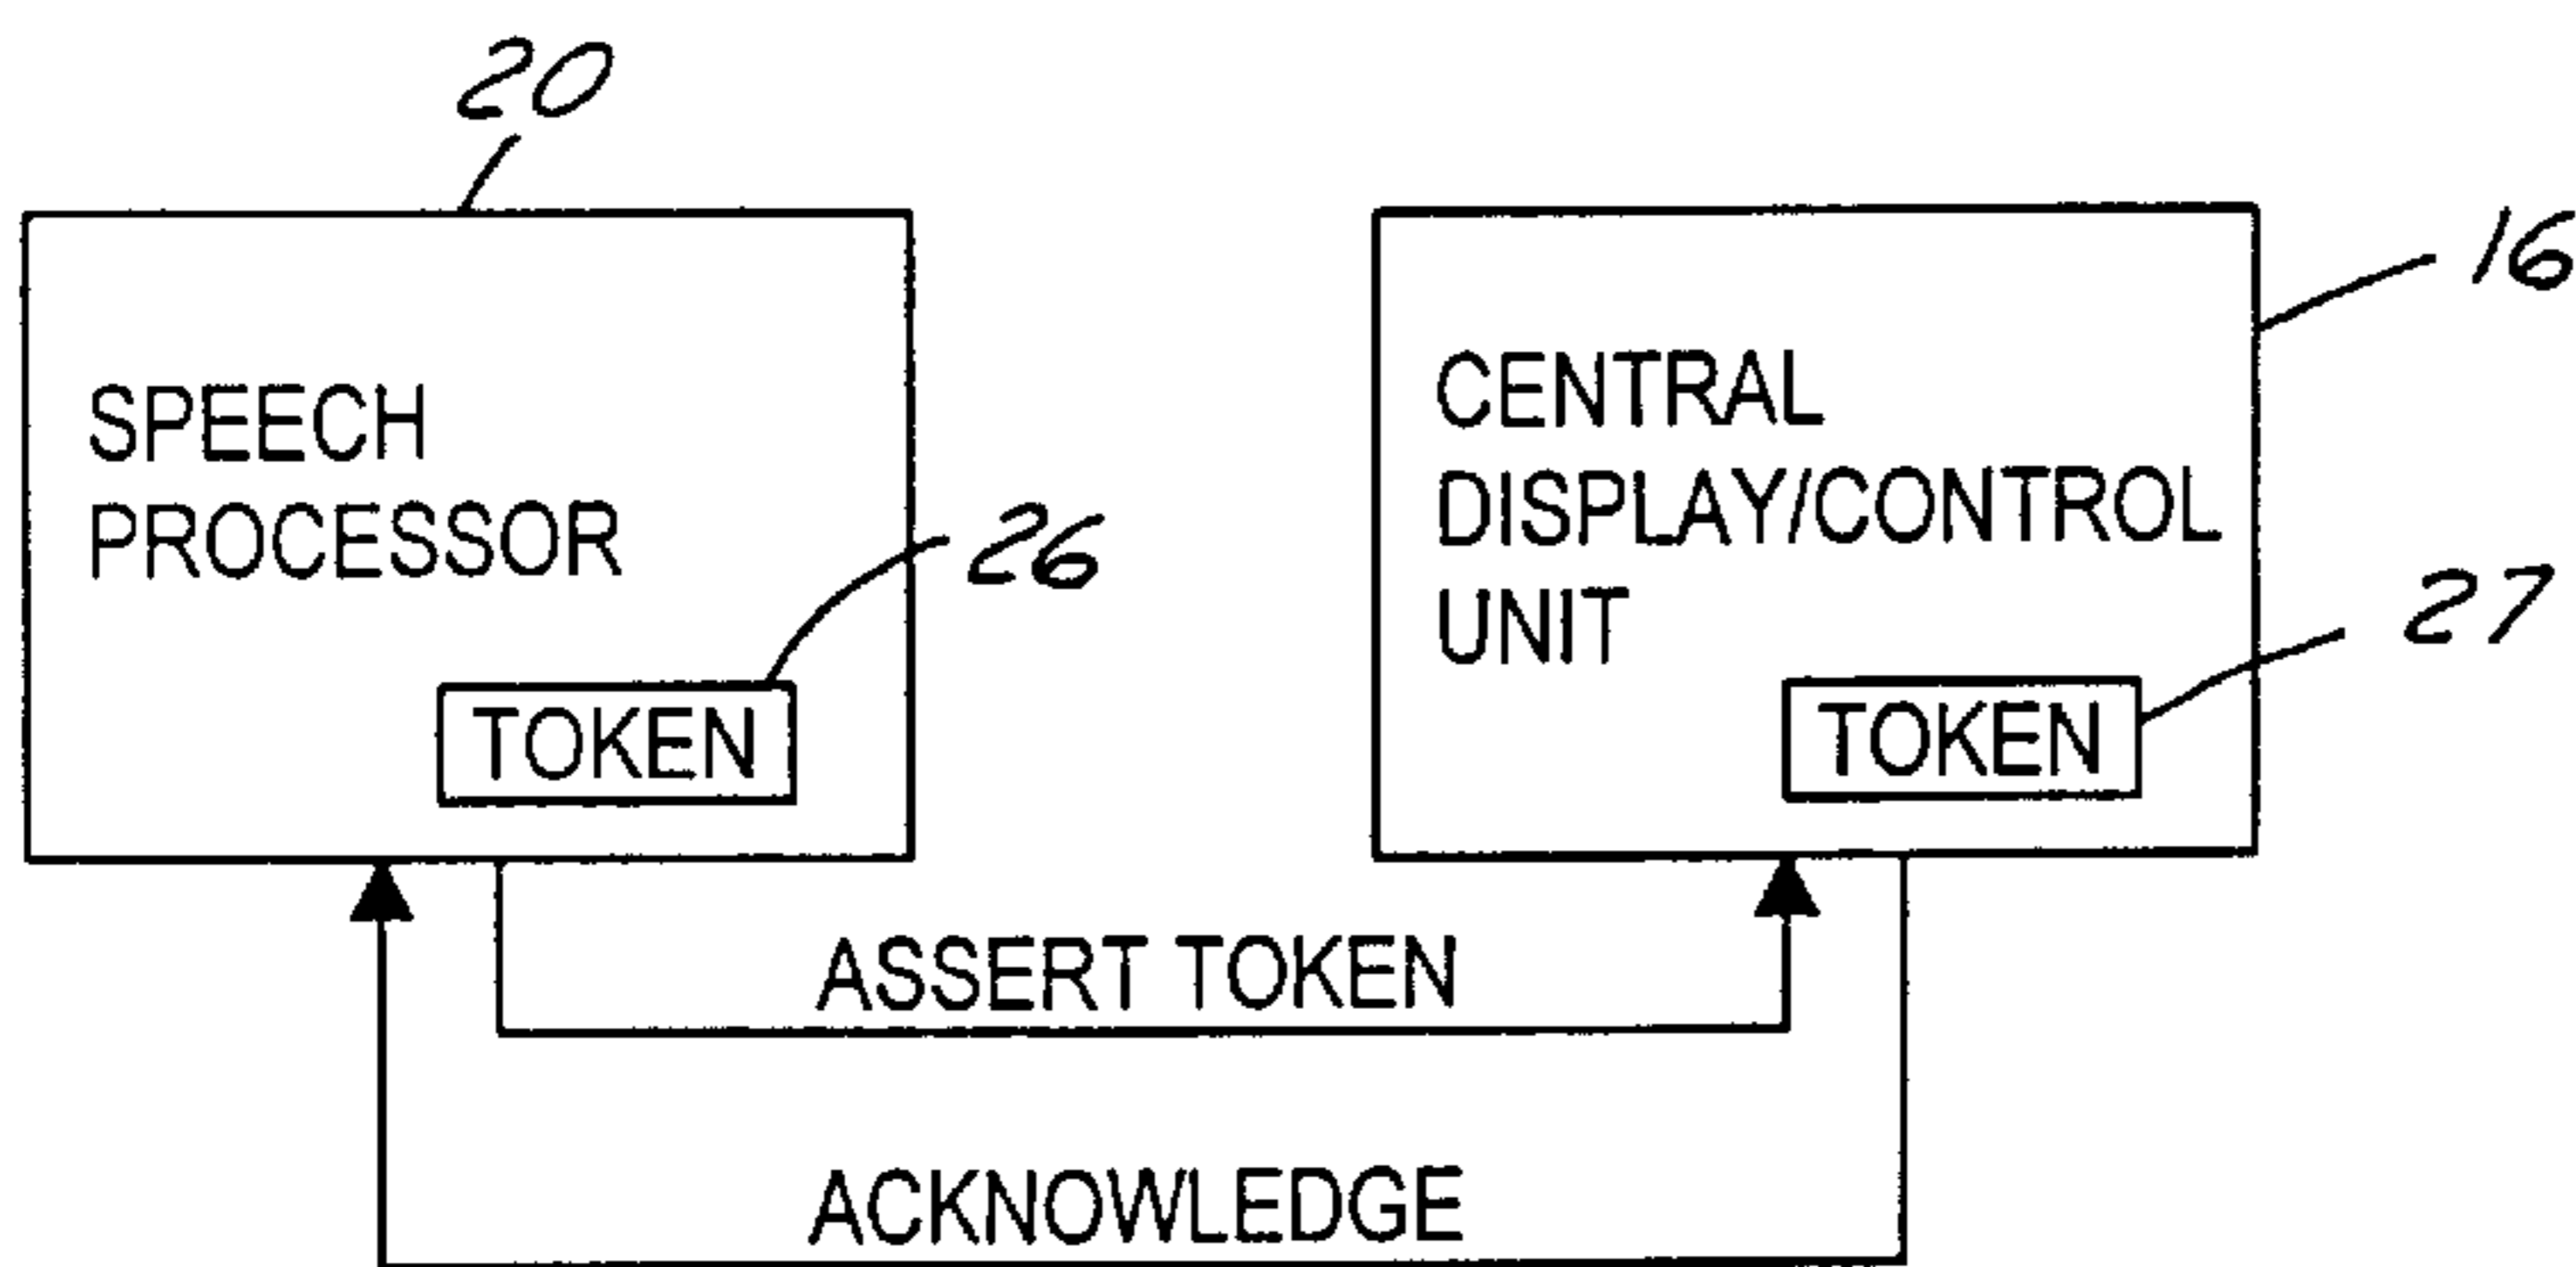 20
SPEECH
PROCESSOR
26
TOKEN
16
CENTRAL
DISPLAY/CONTROL
UNIT
27
TOKEN
ASSERT TOKEN
ACKNOWLEDGE